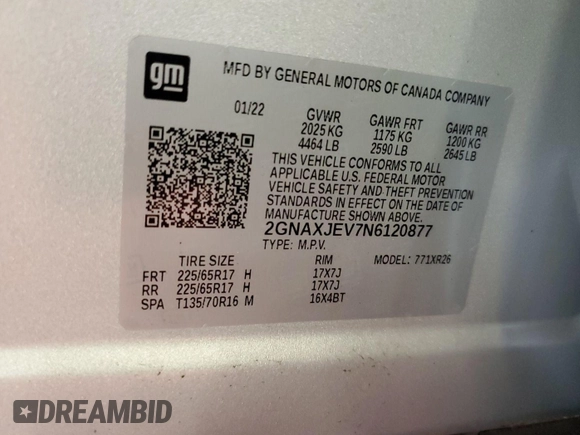 gm
MFD BY GENERAL MOTORS OF CANADA COMPANY
01/22 GVWR GAWR FRT GAWR RR
2025 KG 1175 KG 1200 KG
4464 LB 2590 LB 2645 LB
THIS VEHICLE CONFORMS TO ALL
APPLICABLE U.S. FEDERAL MOTOR
VEHICLE SAFETY AND THEFT PREVENTION
STANDARDS IN EFFECT ON THE DATE OF
MANUFACTURE SHOWN ABOVE.
2GNAXJEV7N6120877
TYPE: M.P.V. MODEL: 771XR26
TIRE SIZE RIM
FRT 225/65R17 H 17X7J
RR 225/65R17 H 17X7J
SPA T135/70R16 M 16X4BT
DREAMBID